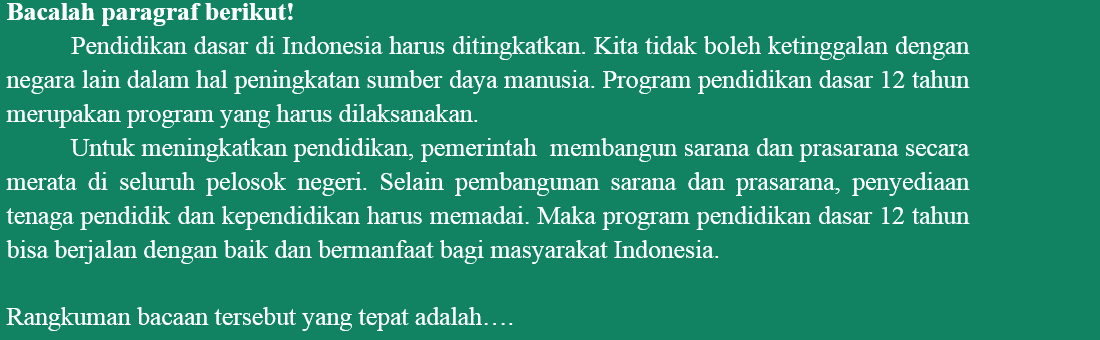 Bacalah paragraf berikut!
Pendidikan dasar di Indonesia harus ditingkatkan. Kita tidak boleh ketinggalan dengan
negara lain dalam hal peningkatan sumber daya manusia. Program pendidikan dasar 12 tahun
merupakan program yang harus dilaksanakan.
Untuk meningkatkan pendidikan, pemerintah  membangun sarana dan prasarana secara
merata di seluruh pelosok negeri. Selain pembangunan sarana dan prasarana, penyediaan
tenaga pendidik dan kependidikan harus memadai. Maka program pendidikan dasar 12 tahun
bisa berjalan dengan baik dan bermanfaat bagi masyarakat Indonesia.
Rangkuman bacaan tersebut yang tepat adalah….